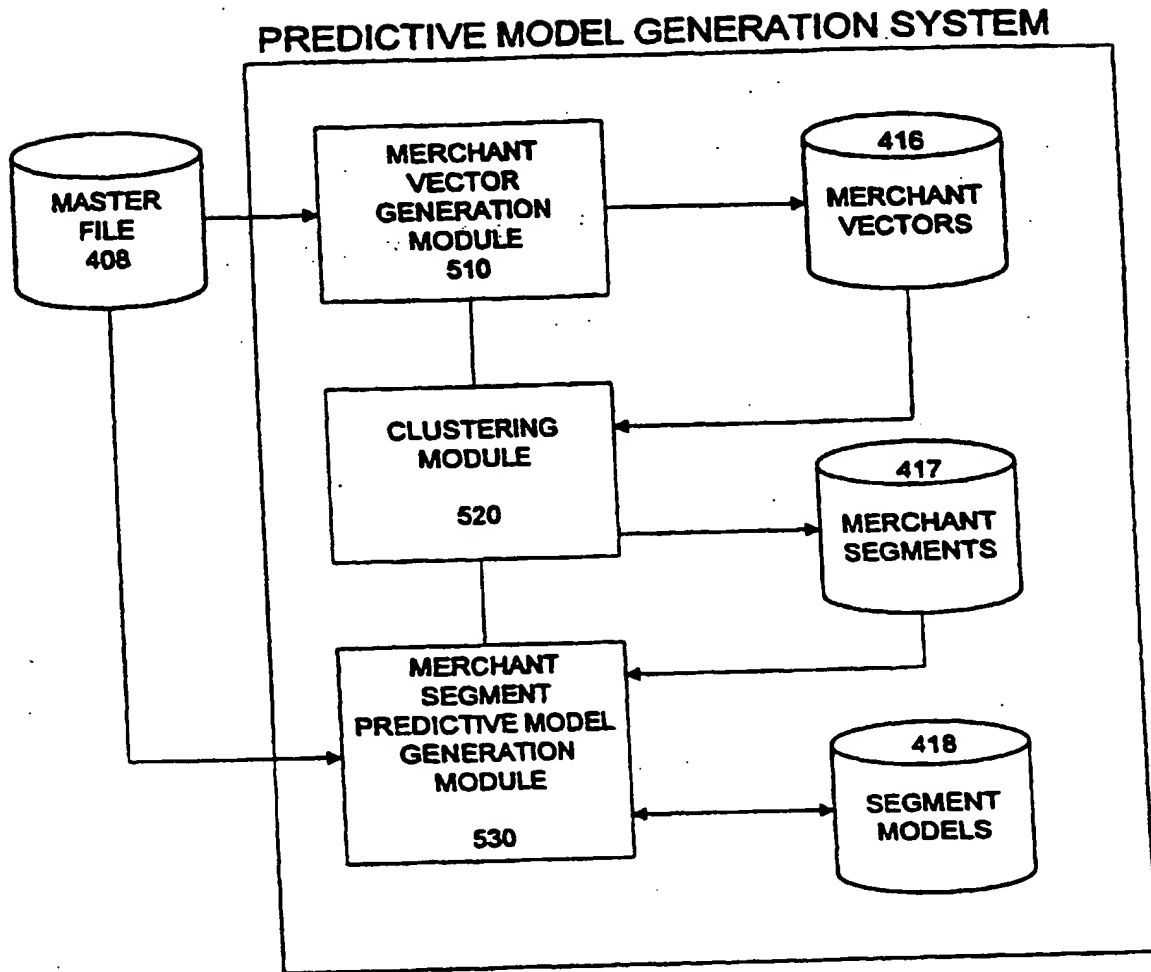 PREDICTIVE MODEL GENERATION SYSTEM
MASTER
FILE
408
MERCHANT
VECTOR
GENERATION
MODULE
510
416
MERCHANT
VECTORS
CLUSTERING
MODULE
520
417
MERCHANT
SEGMENTS
MERCHANT
SEGMENT
PREDICTIVE MODEL
GENERATION
MODULE
530
418
SEGMENT
MODELS